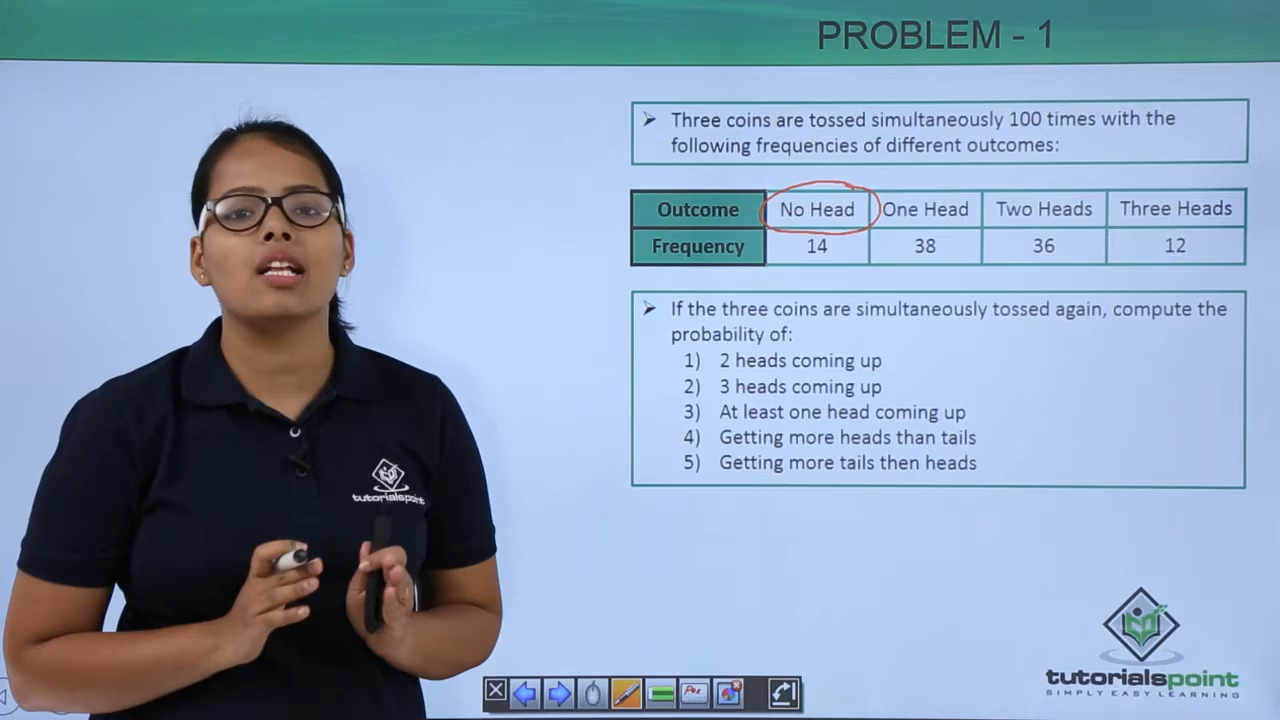 PROBLEM - 1
Three coins are tossed simultaneously 100 times with the
following frequencies of different outcomes:
Outcome No Head One Head Two Heads Three Heads
Frequency 14 38 36 12
If the three coins are simultaneously tossed again, compute the
probability of:
1) 2 heads coming up
2) 3 heads coming up
3) At least one head coming up
4) Getting more heads than tails
5) Getting more tails then heads
tutorialspoint
tutorialspoint
SIMPLY EASY LEARNING